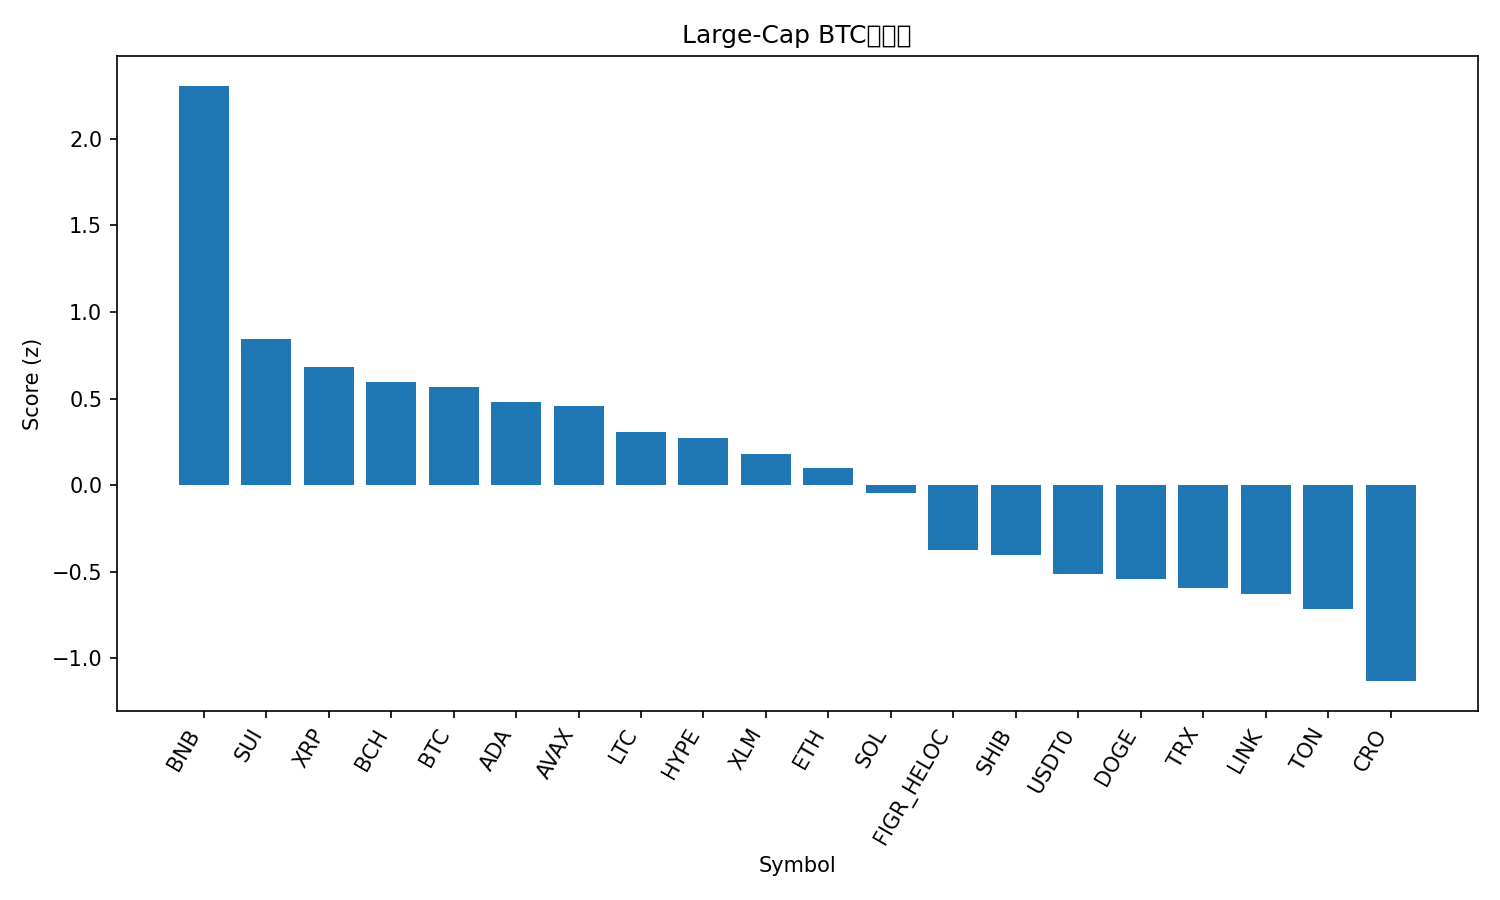 Large-Cap BTC
Score (z)
2.0
1.5
1.0
0.5
0.0
−0.5
−1.0
BNB
SUI
XRP
BCH
BTC
ADA
AVAX
LTC
HYPE
XLM
ETH
SOL
FIGR_HELOC
SHIB
USDT0
DOGE
TRX
LINK
TON
CRO
Symbol